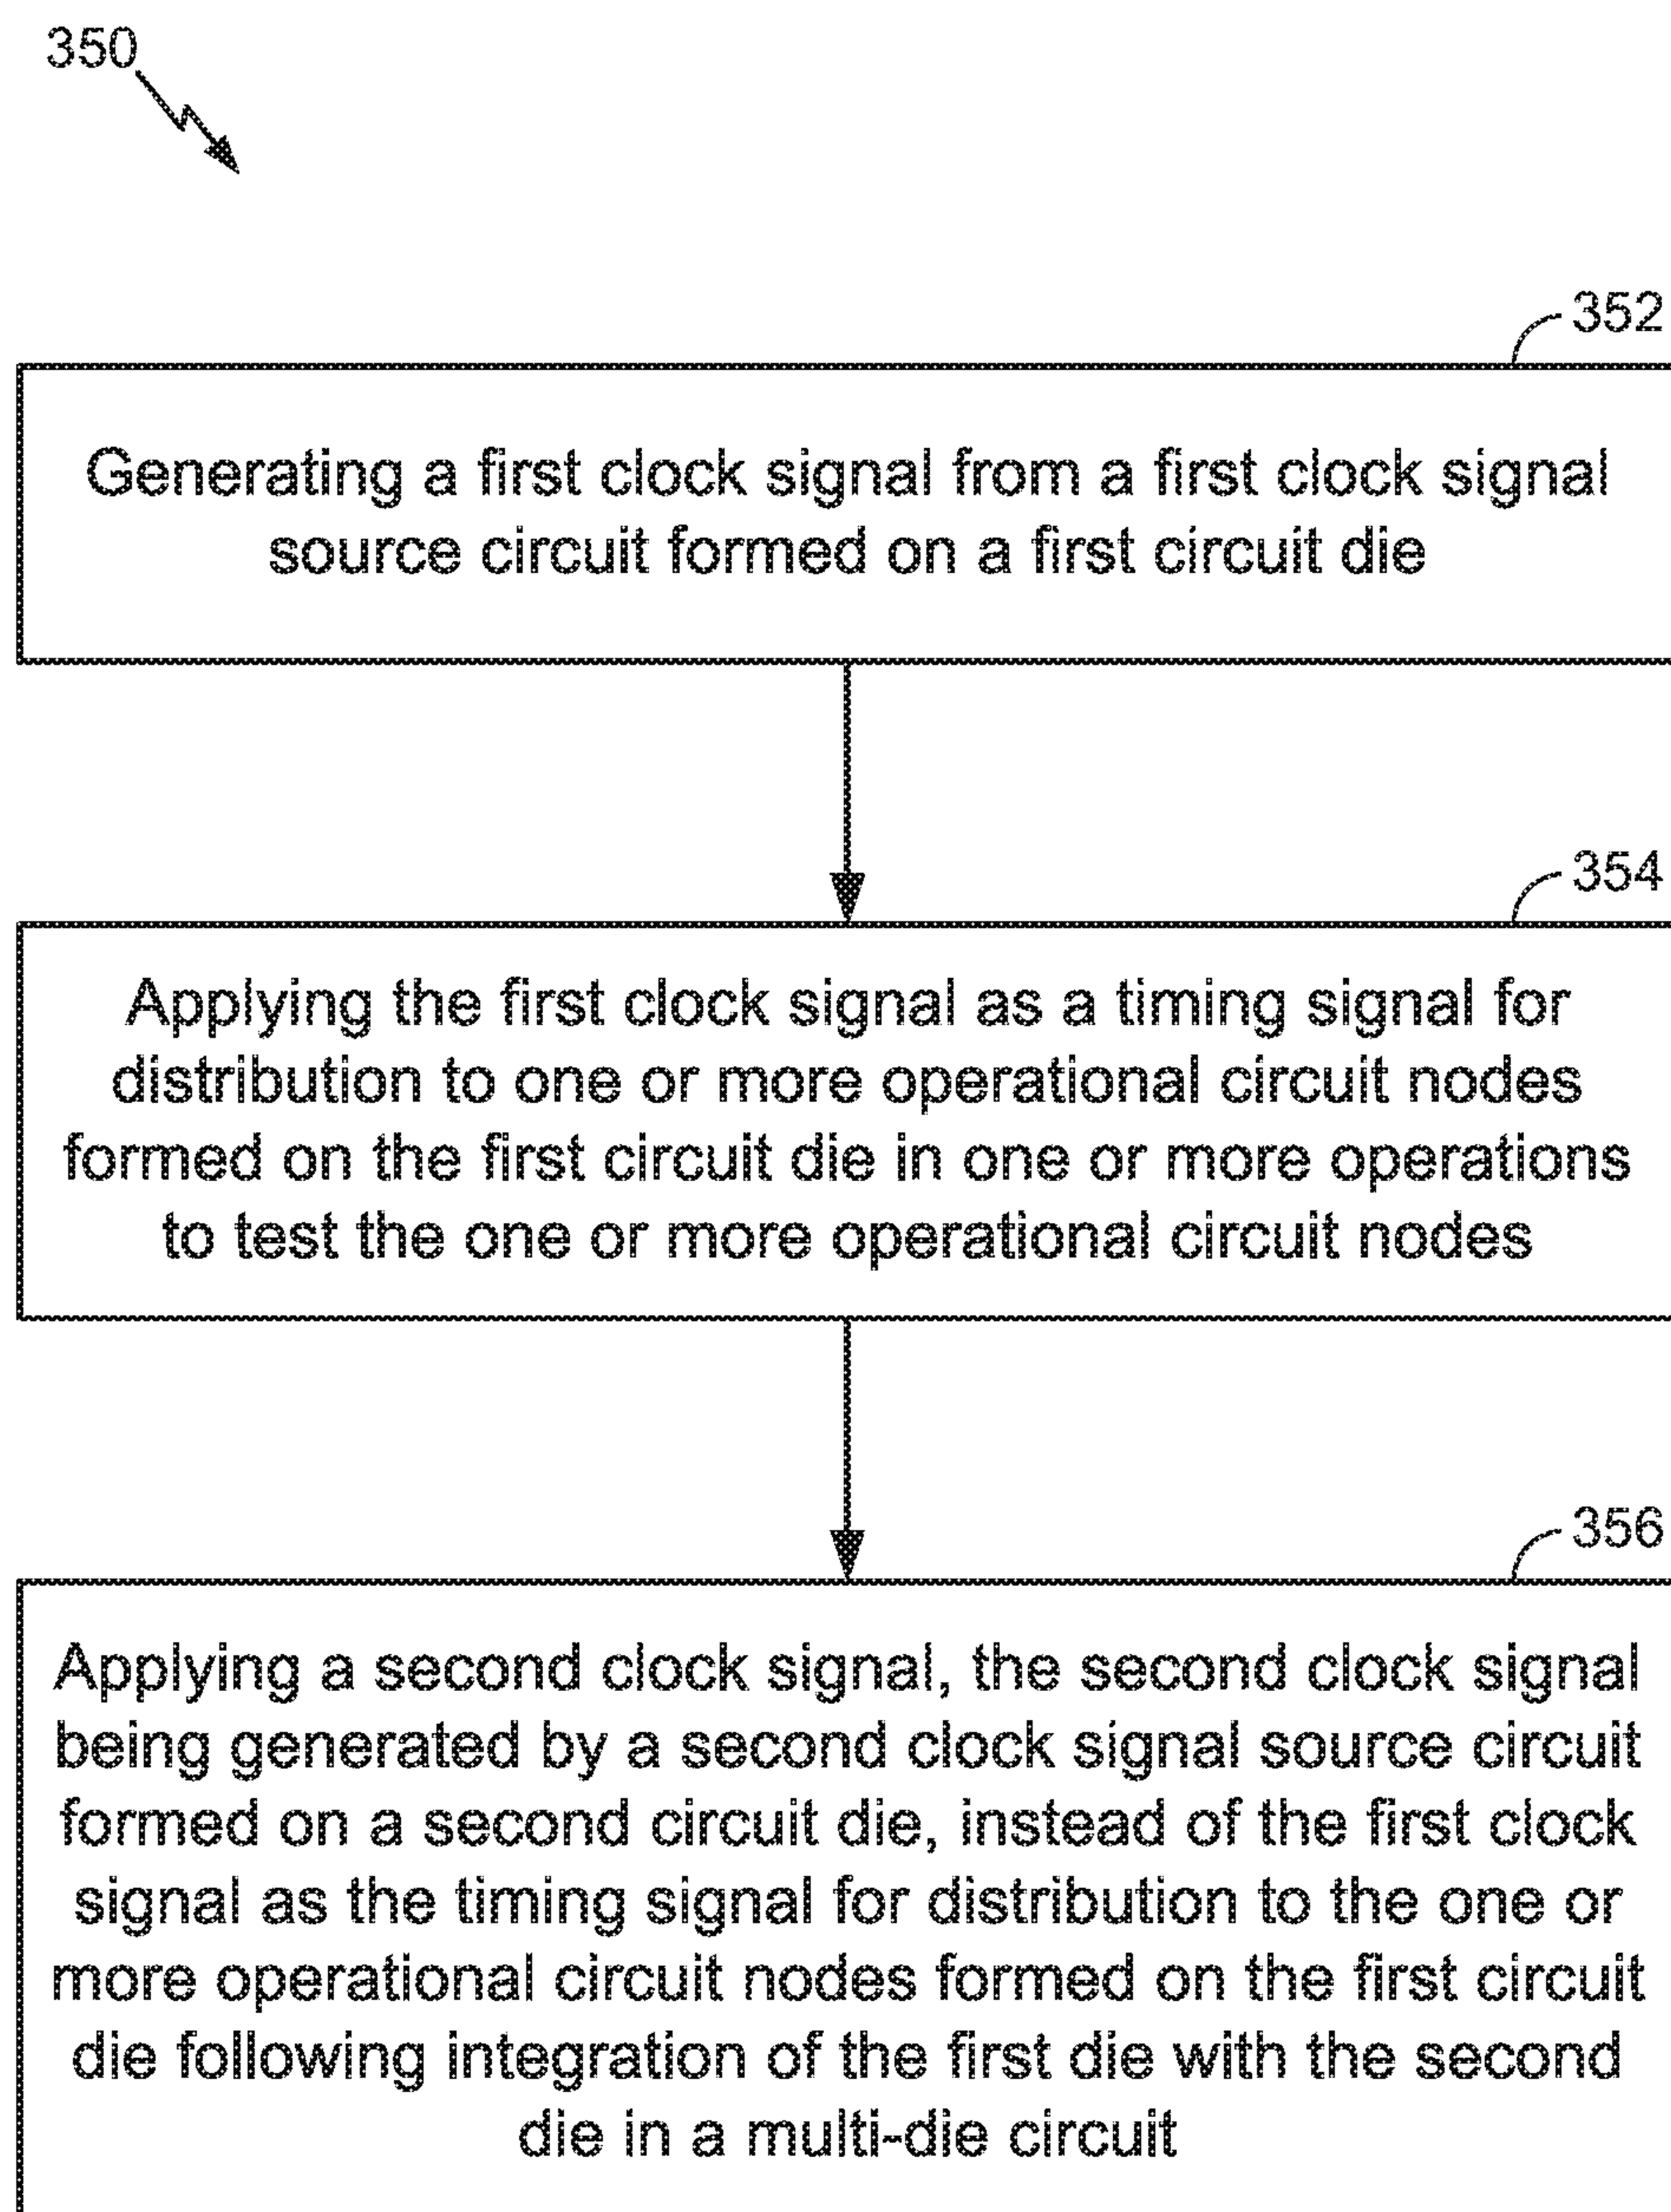 350
352
Generating a first clock signal from a first clock signal
source circuit formed on a first circuit die
354
Applying the first clock signal as a timing signal for
distribution to one or more operational circuit nodes
formed on the first circuit die in one or more operations
to test the one or more operational circuit nodes
356
Applying a second clock signal, the second clock signal
being generated by a second clock signal source circuit
formed on a second circuit die, instead of the first clock
signal as the timing signal for distribution to the one or
more operational circuit nodes formed on the first circuit
die following integration of the first die with the second
die in a multi-die circuit